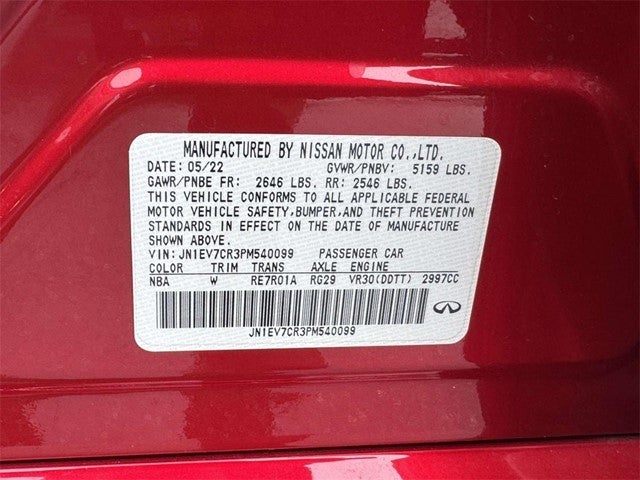 MANUFACTURED BY NISSAN MOTOR CO.,LTD.
DATE: 05/22 GVWR/PNBV: 5159 LBS.
GAWR/PNBE FR: 2646 LBS. RR: 2546 LBS.
THIS VEHICLE CONFORMS TO ALL APPLICABLE FEDERAL
MOTOR VEHICLE SAFETY,BUMPER,AND THEFT PREVENTION
STANDARDS IN EFFECT ON THE DATE OF MANUFACTURE
SHOWN ABOVE.
VIN: JN1EV7CR3PM540099 PASSENGER CAR
COLOR TRIM TRANS AXLE ENGINE
NBA W RE7R01A RG29 VR30(DDTT) 2997CC
JN1EV7CR3PM540099